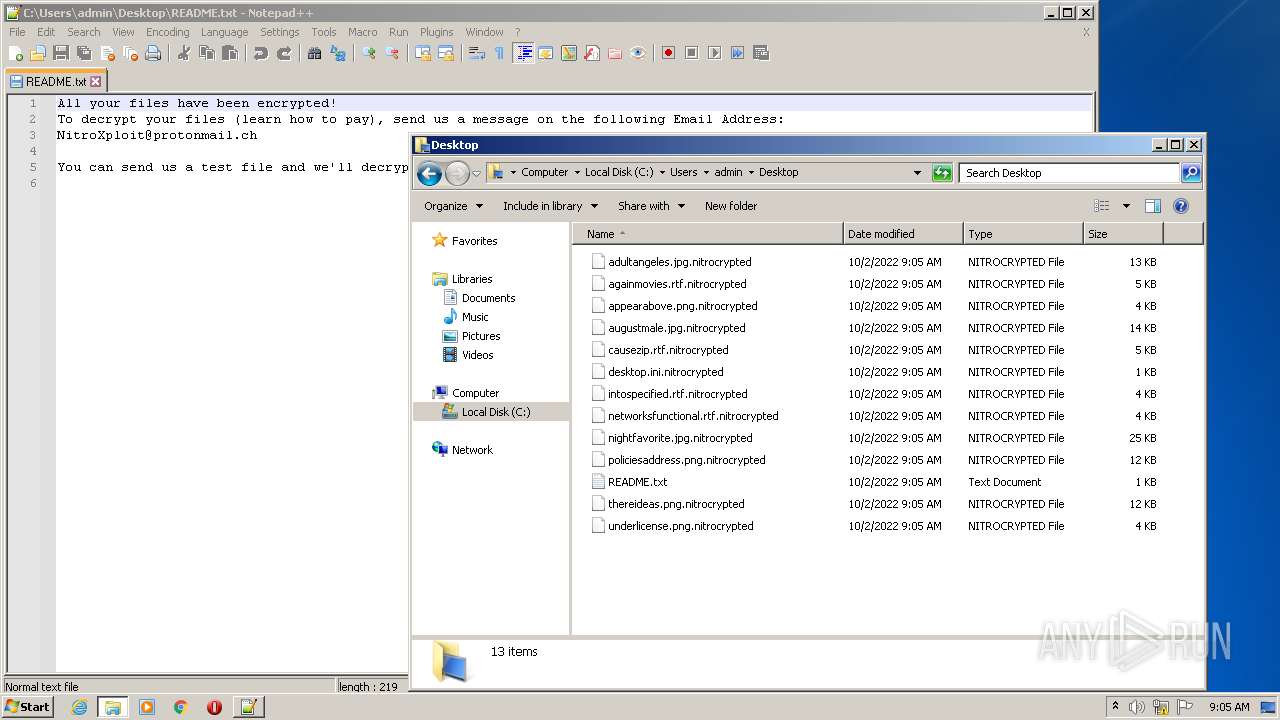 C:\Users\admin\Desktop\README.txt - Notepad++
File Edit Search View Encoding Language Settings Tools Macro Run Plugins Window ? X
README.txt
1 All your files have been encrypted!
2 To decrypt your files (learn how to pay), send us a message on the following Email Address:
3 NitroXploit@protonmail.ch
4
5 You can send us a test file and we'll decryp
6
Normal text file length : 219
Desktop
Computer Local Disk (C:) Users admin Desktop Search Desktop
Organize Include in library Share with New folder
Favorites
Libraries
Documents
Music
Pictures
Videos
Computer
Local Disk (C:)
Network
Name Date modified Type Size
adultangeles.jpg.nitrocrypted 10/2/2022 9:05 AM NITROCRYPTED File 13 KB
againmovies.rtf.nitrocrypted 10/2/2022 9:05 AM NITROCRYPTED File 5 KB
appearabove.png.nitrocrypted 10/2/2022 9:05 AM NITROCRYPTED File 4 KB
augustmale.jpg.nitrocrypted 10/2/2022 9:05 AM NITROCRYPTED File 14 KB
causezip.rtf.nitrocrypted 10/2/2022 9:05 AM NITROCRYPTED File 5 KB
desktop.ini.nitrocrypted 10/2/2022 9:05 AM NITROCRYPTED File 1 KB
intospecified.rtf.nitrocrypted 10/2/2022 9:05 AM NITROCRYPTED File 4 KB
networksfunctional.rtf.nitrocrypted 10/2/2022 9:05 AM NITROCRYPTED File 4 KB
nightfavorite.jpg.nitrocrypted 10/2/2022 9:05 AM NITROCRYPTED File 25 KB
policiesaddress.png.nitrocrypted 10/2/2022 9:05 AM NITROCRYPTED File 12 KB
README.txt 10/2/2022 9:05 AM Text Document 1 KB
thereideas.png.nitrocrypted 10/2/2022 9:05 AM NITROCRYPTED File 12 KB
underlicense.png.nitrocrypted 10/2/2022 9:05 AM NITROCRYPTED File 4 KB
13 items
ANY RUN
Start 9:05 AM